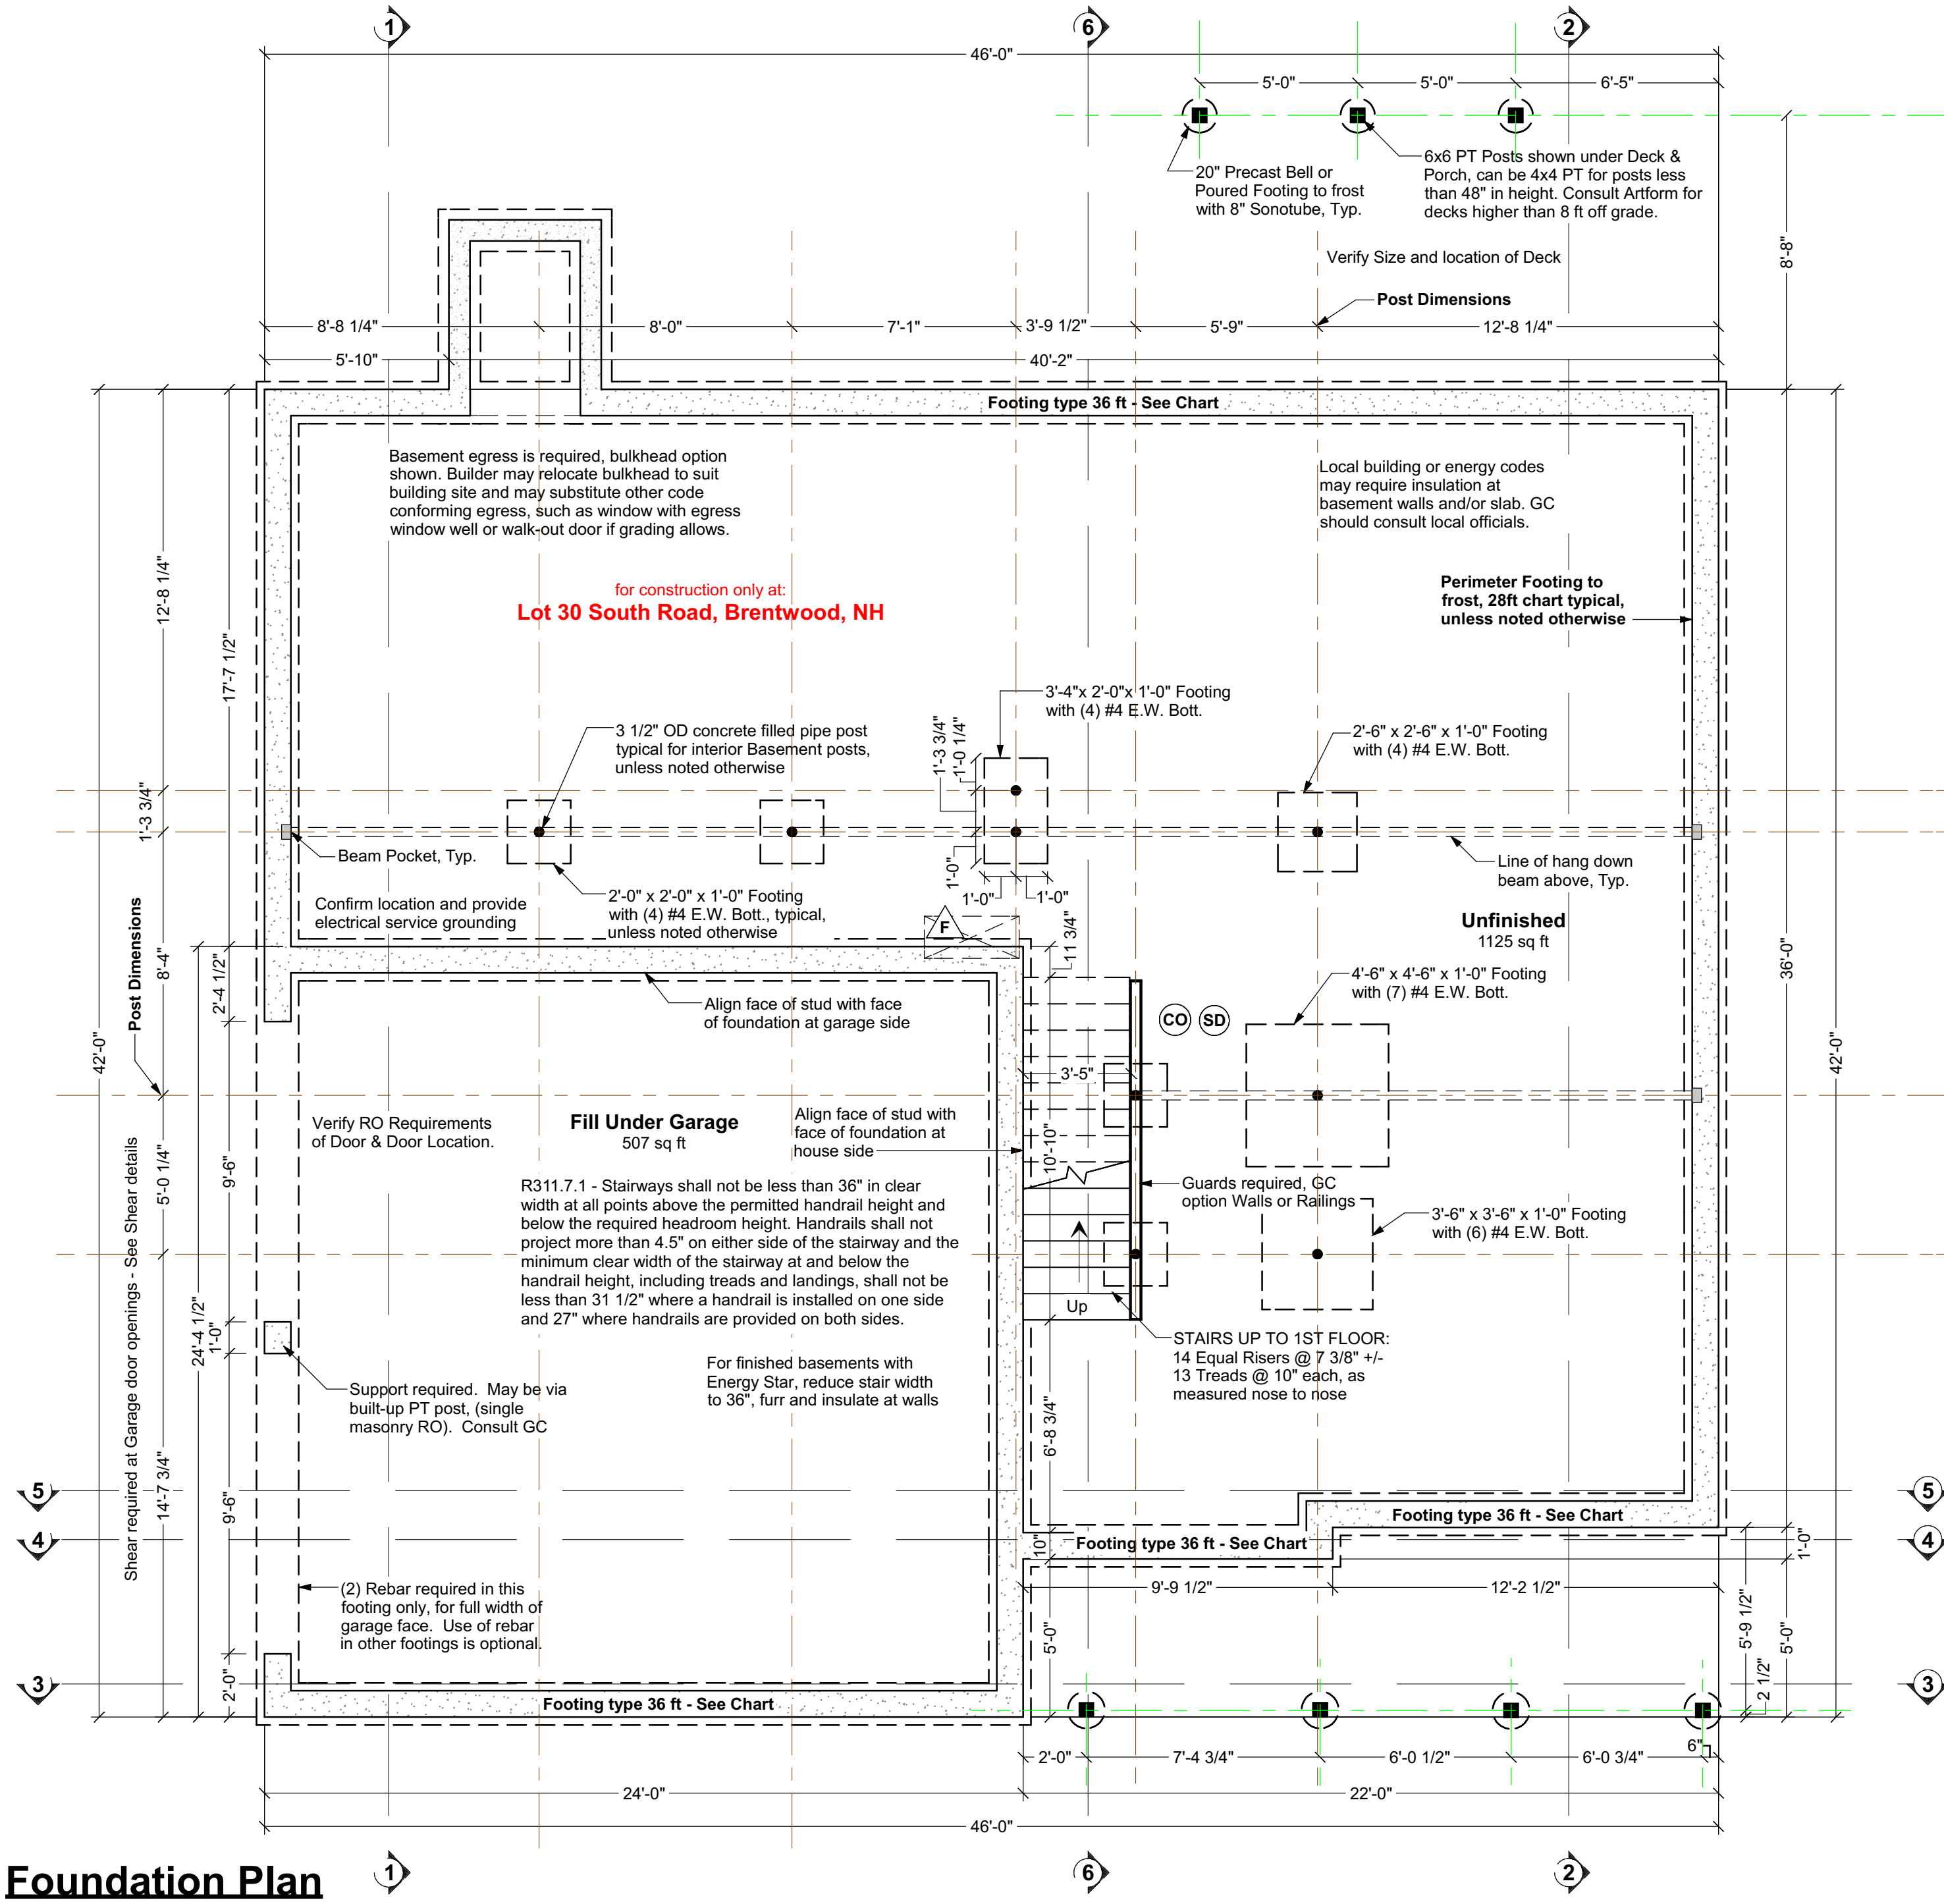 1
6
2
46'-0"
5'-0"
5'-0"
6'-5"
20" Precast Bell or
Poured Footing to frost
with 8" Sonotube, Typ.
6x6 PT Posts shown under Deck &
Porch, can be 4x4 PT for posts less
than 48" in height. Consult Artform for
decks higher than 8 ft off grade.
Verify Size and location of Deck
8'-8"
Post Dimensions
8'-8 1/4"
8'-0"
7'-1"
3'-9 1/2"
5'-9"
12'-8 1/4"
5'-10"
40'-2"
Footing type 36 ft - See Chart
Basement egress is required, bulkhead option
shown. Builder may relocate bulkhead to suit
building site and may substitute other code
conforming egress, such as window with egress
window well or walk-out door if grading allows.
Local building or energy codes
may require insulation at
basement walls and/or slab. GC
should consult local officials.
for construction only at:
Lot 30 South Road, Brentwood, NH
Perimeter Footing to
frost, 28ft chart typical,
unless noted otherwise
12'-8 1/4"
17'-7 1/2"
3'-4"x 2'-0"x 1'-0" Footing
with (4) #4 E.W. Bott.
3 1/2" OD concrete filled pipe post
typical for interior Basement posts,
unless noted otherwise
2'-6" x 2'-6" x 1'-0" Footing
with (4) #4 E.W. Bott.
1'-3 3/4"
1'-0 1/4"
1'-3 3/4"
Beam Pocket, Typ.
Line of hang down
beam above, Typ.
1'-0"
1'-0"
1'-0"
Confirm location and provide
electrical service grounding
2'-0" x 2'-0" x 1'-0" Footing
with (4) #4 E.W. Bott., typical,
unless noted otherwise
F
11 3/4"
Unfinished
1125 sq ft
Post Dimensions
8'-4"
2'-4 1/2"
36'-0"
4'-6" x 4'-6" x 1'-0" Footing
with (7) #4 E.W. Bott.
Align face of stud with face
of foundation at garage side
CO
SD
42'-0"
42'-0"
3'-5"
Verify RO Requirements
of Door & Door Location.
Fill Under Garage
507 sq ft
Align face of stud with
face of foundation at
house side
10'-10"
5'-0 1/4"
9'-6"
R311.7.1 - Stairways shall not be less than 36" in clear
width at all points above the permitted handrail height and
below the required headroom height. Handrails shall not
project more than 4.5" on either side of the stairway and the
minimum clear width of the stairway at and below the
handrail height, including treads and landings, shall not be
less than 31 1/2" where a handrail is installed on one side
and 27" where handrails are provided on both sides.
Guards required, GC
option Walls or Railings
3'-6" x 3'-6" x 1'-0" Footing
with (6) #4 E.W. Bott.
Up
Shear required at Garage door openings - See Shear details
24'-4 1/2"
1'-0"
STAIRS UP TO 1ST FLOOR:
14 Equal Risers @ 7 3/8" +/-
13 Treads @ 10" each, as
measured nose to nose
For finished basements with
Energy Star, reduce stair width
to 36", furr and insulate at walls
Support required.  May be via
built-up PT post, (single
masonry RO).  Consult GC
6'-8 3/4"
14'-7 3/4"
9'-6"
5
5
Footing type 36 ft - See Chart
4
10"
Footing type 36 ft - See Chart
4
1'-0"
9'-9 1/2"
12'-2 1/2"
(2) Rebar required in this
footing only, for full width of
garage face.  Use of rebar
in other footings is optional.
5'-0"
5'-9 1/2"
5'-0"
3
2'-0"
2 1/2"
3
Footing type 36 ft - See Chart
2'-0"
7'-4 3/4"
6'-0 1/2"
6'-0 3/4"
6"
24'-0"
22'-0"
46'-0"
Foundation Plan
1
6
2